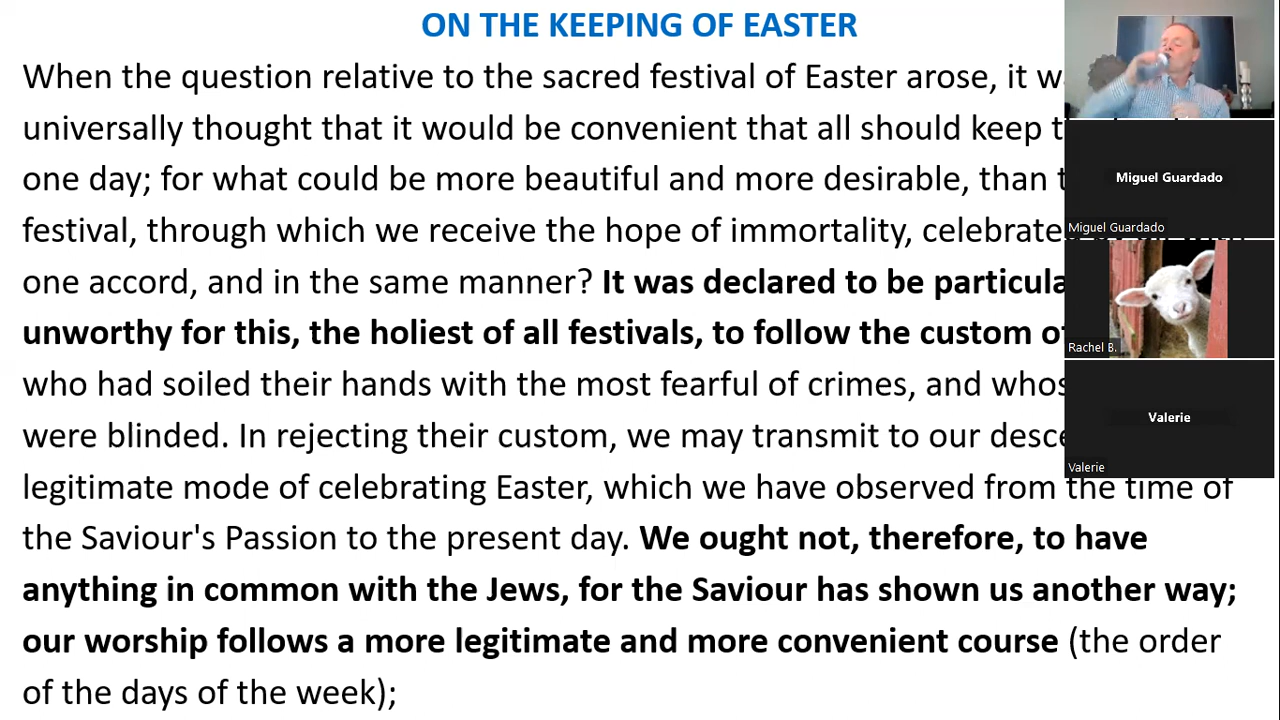 ON THE KEEPING OF EASTER
When the question relative to the sacred festival of Easter arose, it
universally thought that it would be convenient that all should keep
one day; for what could be more beautiful and more desirable, than
festival, through which we receive the hope of immortality, celebrated
one accord, and in the same manner? It was declared to be
unworthy for this, the holiest of all festivals, to follow the custom
who had soiled their hands with the most fearful of crimes, and
were blinded. In rejecting their custom, we may transmit to our
legitimate mode of celebrating Easter, which we have observed from the time of
the Saviour's Passion to the present day. We ought not, therefore, to have
anything in common with the Jews, for the Saviour has shown us another way;
our worship follows a more legitimate and more convenient course (the order
of the days of the week);
Miguel Guardado
Miguel Guardado
Rachel B.
Valerie
Valerie